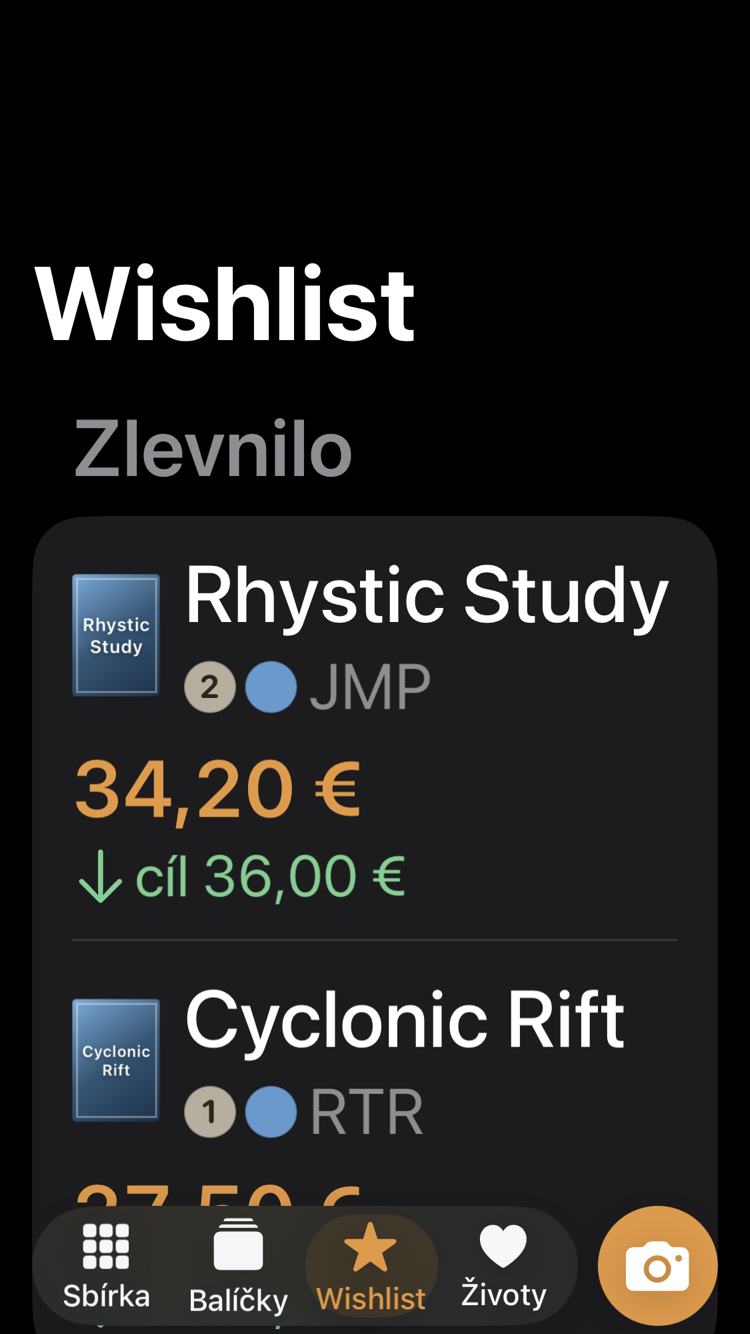 Wishlist
Zlevnilo
Rhystic Study
Rhystic
Study
2 JMP
34,20 €
↓ cíl 36,00 €
Cyclonic Rift
Cyclonic
Rift
1 RTR
Sbírka
Balíčky
Wishlist
Životy